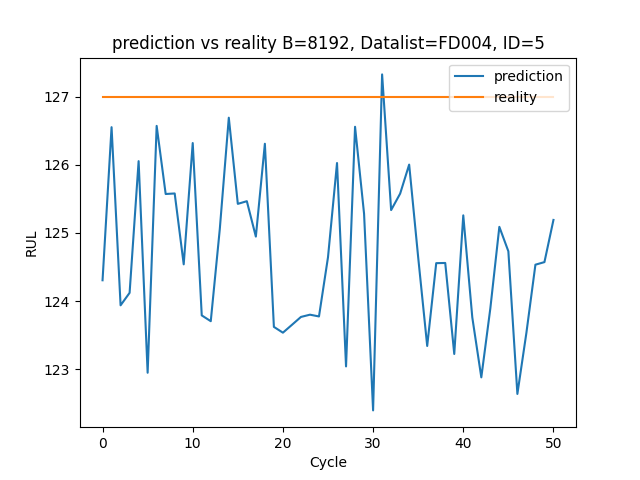 prediction vs reality B=8192, Datalist=FD004, ID=5
prediction
reality
127
126
125
124
123
RUL
0 10 20 30 40 50
Cycle